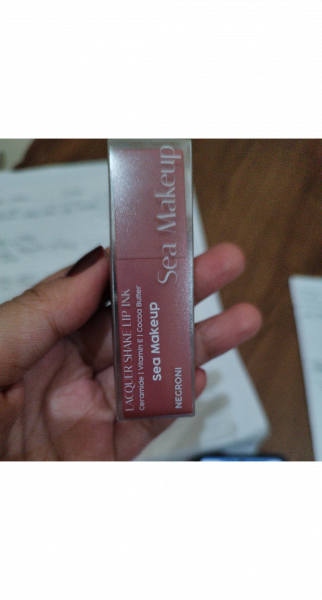 Sea Makeup
LACQUER SHAKE LIP INK
Ceramide | Vitamin E | Cocoa Butter
Sea Makeup
NEGRONI